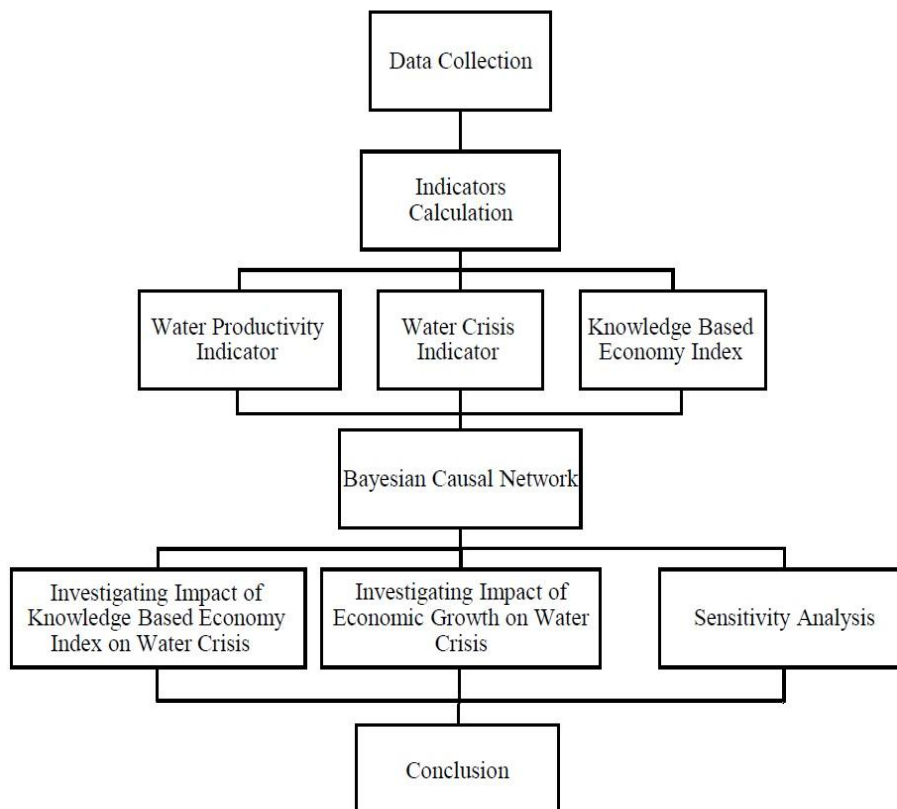 Data Collection
Indicators
Calculation
Water Productivity
Indicator
Water Crisis
Indicator
Knowledge Based
Economy Index
Bayesian Causal Network
Investigating Impact of
Knowledge Based Economy
Index on Water Crisis
Investigating Impact of
Economic Growth on Water
Crisis
Sensitivity Analysis
Conclusion